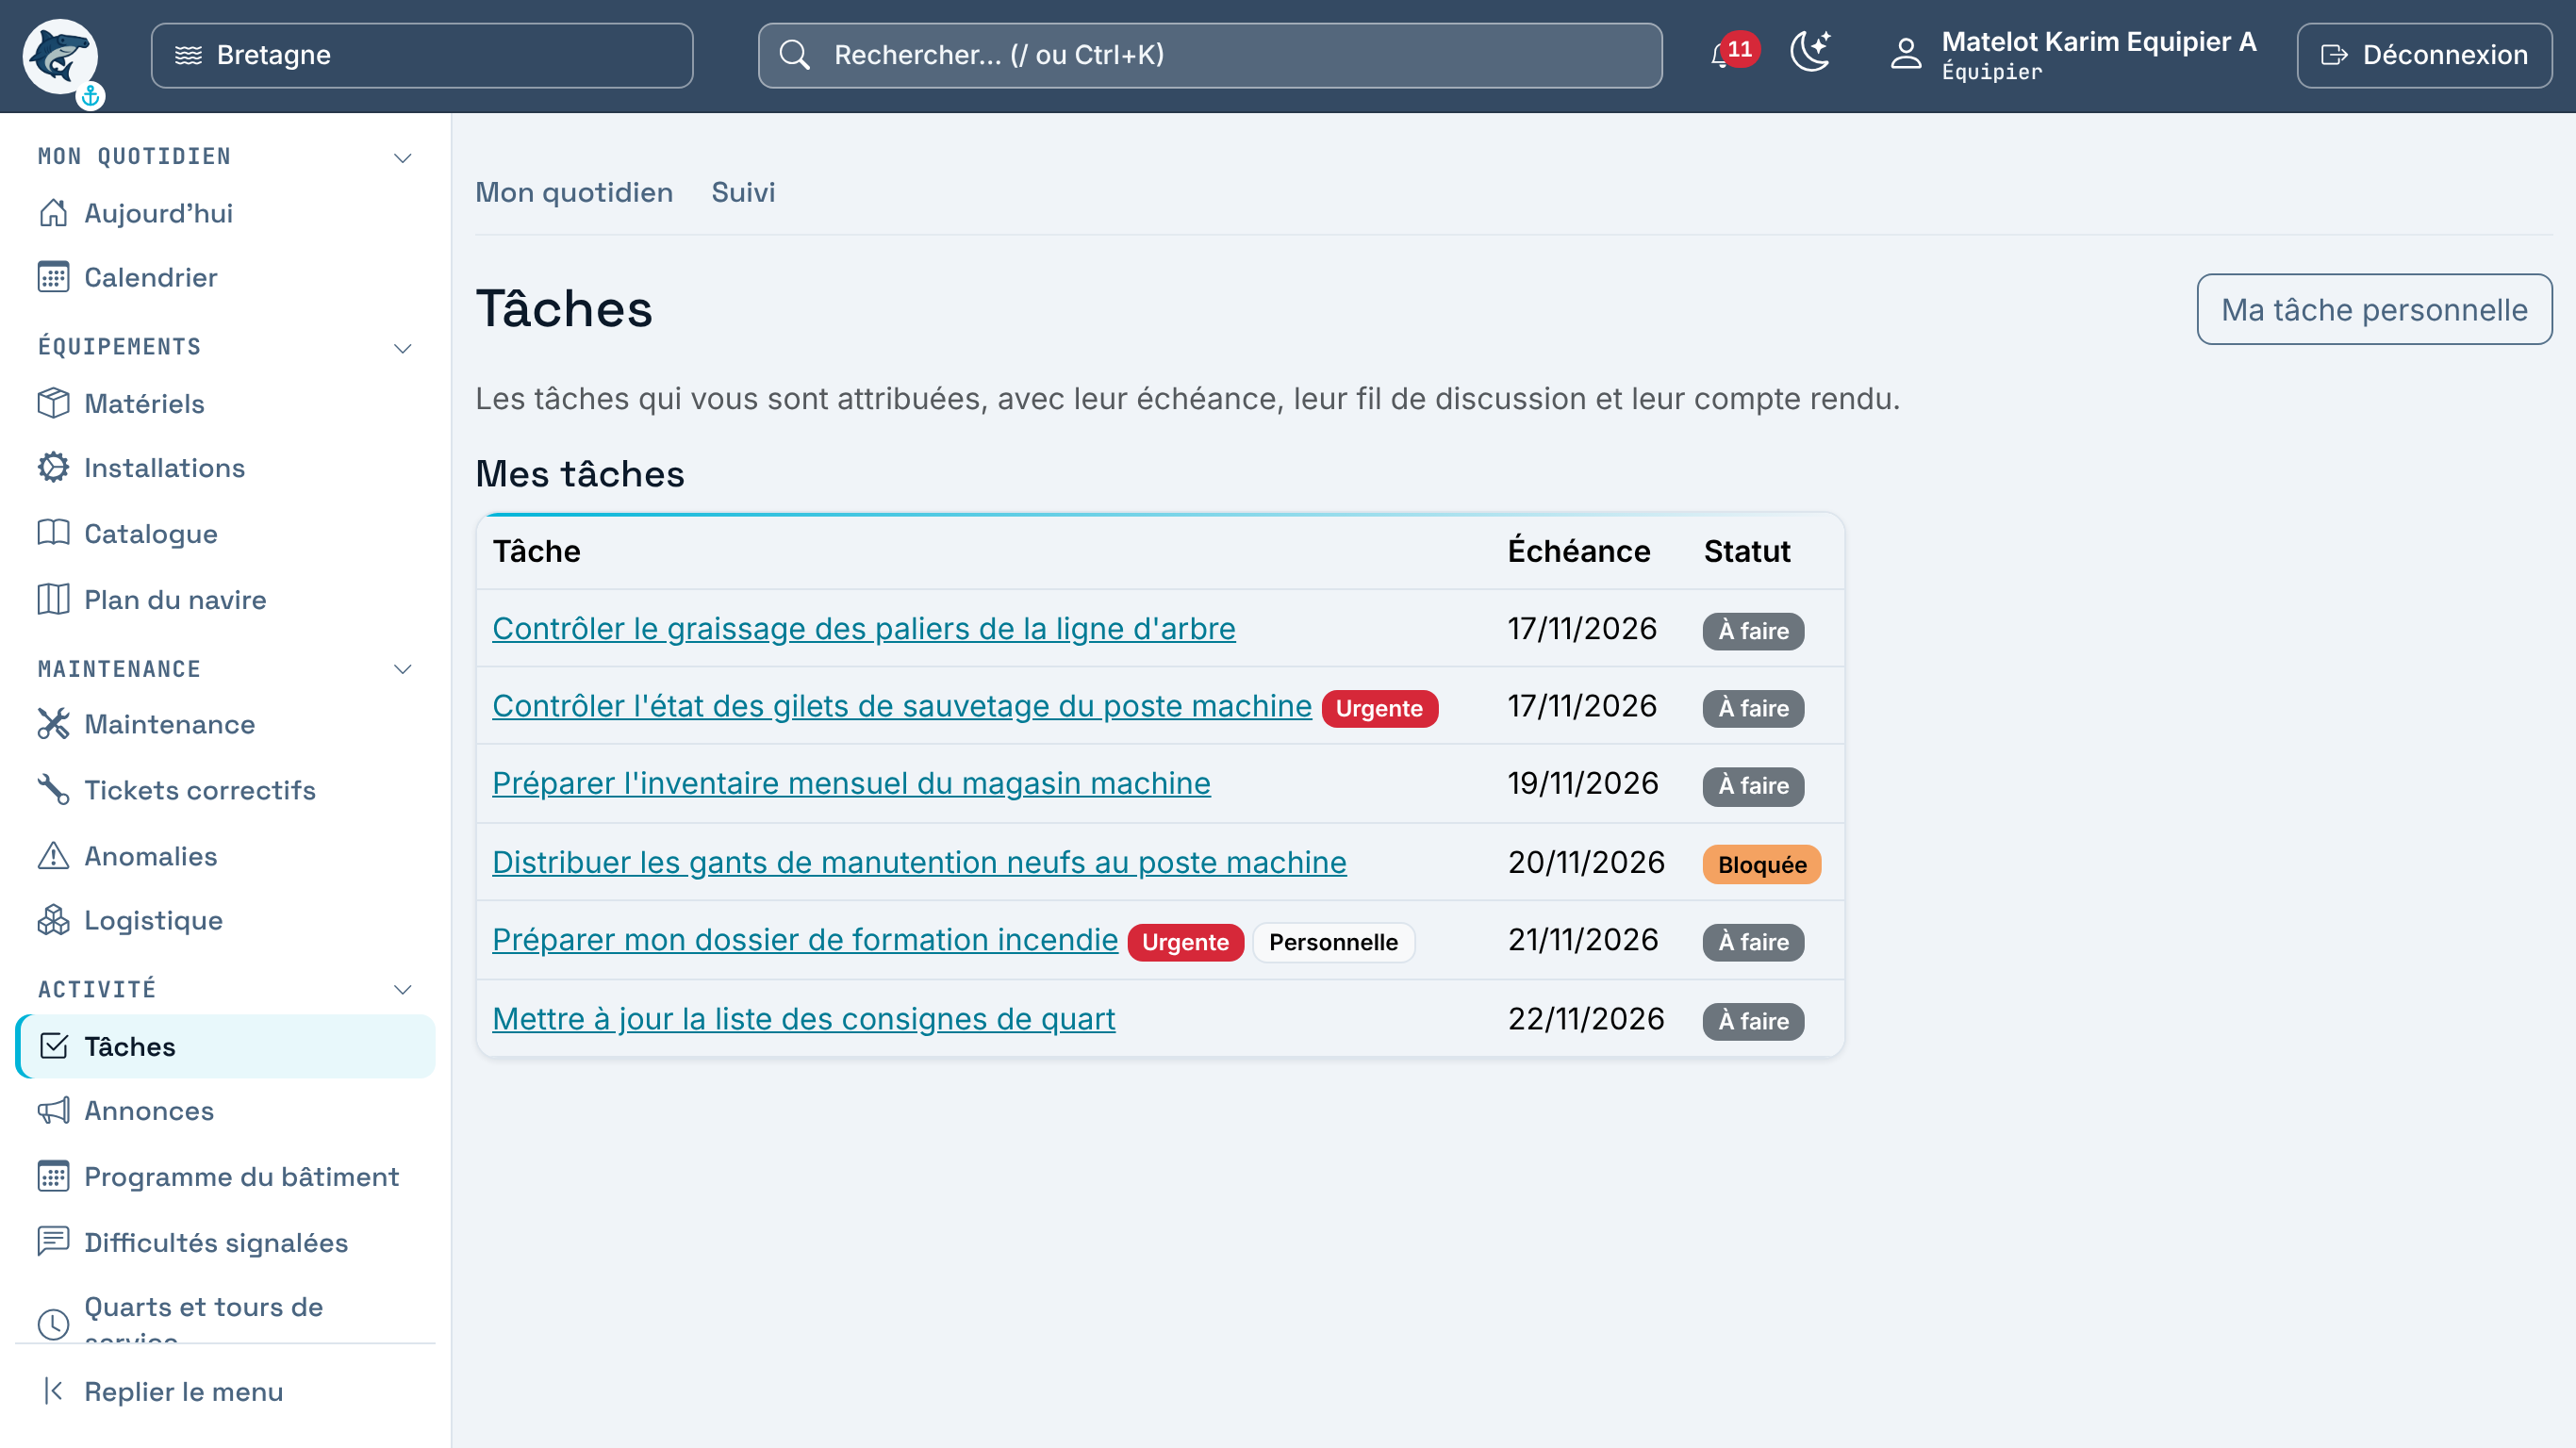 Bretagne
Rechercher... (/ ou Ctrl+K)
11
Matelot Karim Equipier A
Équipier
Déconnexion
MON QUOTIDIEN
Aujourd'hui
Calendrier
ÉQUIPEMENTS
Matériels
Installations
Catalogue
Plan du navire
MAINTENANCE
Maintenance
Tickets correctifs
Anomalies
Logistique
ACTIVITÉ
Tâches
Annonces
Programme du bâtiment
Difficultés signalées
Quarts et tours de
service
Replier le menu
Mon quotidien Suivi
Tâches
Ma tâche personnelle
Les tâches qui vous sont attribuées, avec leur échéance, leur fil de discussion et leur compte rendu.
Mes tâches
Tâche Échéance Statut
Contrôler le graissage des paliers de la ligne d'arbre 17/11/2026 À faire
Contrôler l'état des gilets de sauvetage du poste machine Urgente 17/11/2026 À faire
Préparer l'inventaire mensuel du magasin machine 19/11/2026 À faire
Distribuer les gants de manutention neufs au poste machine 20/11/2026 Bloquée
Préparer mon dossier de formation incendie Urgente Personnelle 21/11/2026 À faire
Mettre à jour la liste des consignes de quart 22/11/2026 À faire